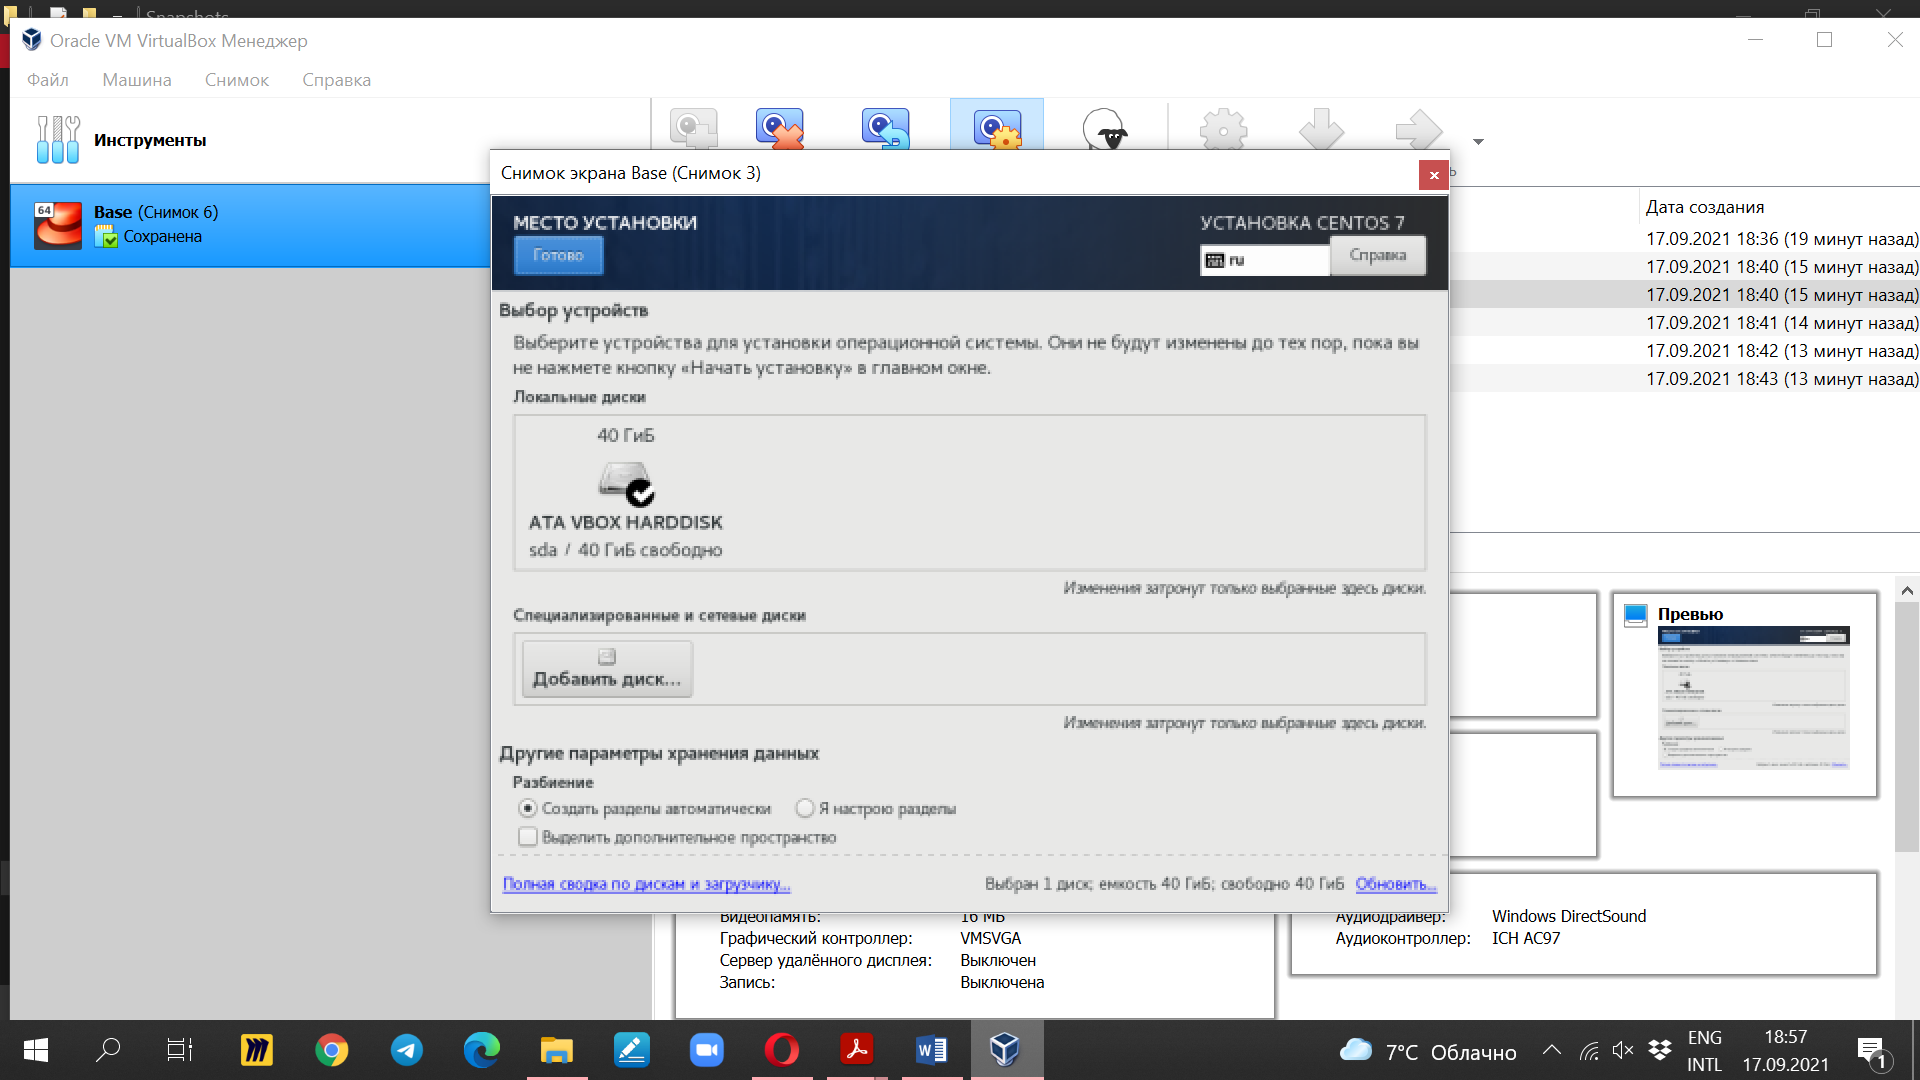 Snapshots
Oracle VM VirtualBox Менеджер
Файл Машина Снимок Справка
Инструменты
64
Base (Снимок 6)
Сохранена
Снимок экрана Base (Снимок 3)
МЕСТО УСТАНОВКИ
УСТАНОВКА CENTOS 7
Готово
ru
Справка
Выбор устройств
Выберите устройства для установки операционной системы. Они не будут изменены до тех пор, пока вы
не нажмете кнопку «Начать установку» в главном окне.
Локальные диски
40 ГиБ
ATA VBOX HARDDISK
sda / 40 ГиБ свободно
Изменения затронут только выбранные здесь диски.
Специализированные и сетевые диски
Добавить диск...
Изменения затронут только выбранные здесь диски.
Другие параметры хранения данных
Разбиение
Создать разделы автоматически Я настрою разделы
Выделить дополнительное пространство
Полная сводка по дискам и загрузчику...
Выбран 1 диск; емкость 40 ГиБ; свободно 40 ГиБ Обновить...
Дата создания
17.09.2021 18:36 (19 минут назад)
17.09.2021 18:40 (15 минут назад)
17.09.2021 18:40 (15 минут назад)
17.09.2021 18:41 (14 минут назад)
17.09.2021 18:42 (13 минут назад)
17.09.2021 18:43 (13 минут назад)
Превью
Видеопамять: 16 МБ
Графический контроллер: VMSVGA
Сервер удалённого дисплея: Выключен
Запись: Выключена
Аудиодрайвер: Windows DirectSound
Аудиоконтроллер: ICH AC97
7°C Облачно
ENG
INTL
18:57
17.09.2021
1